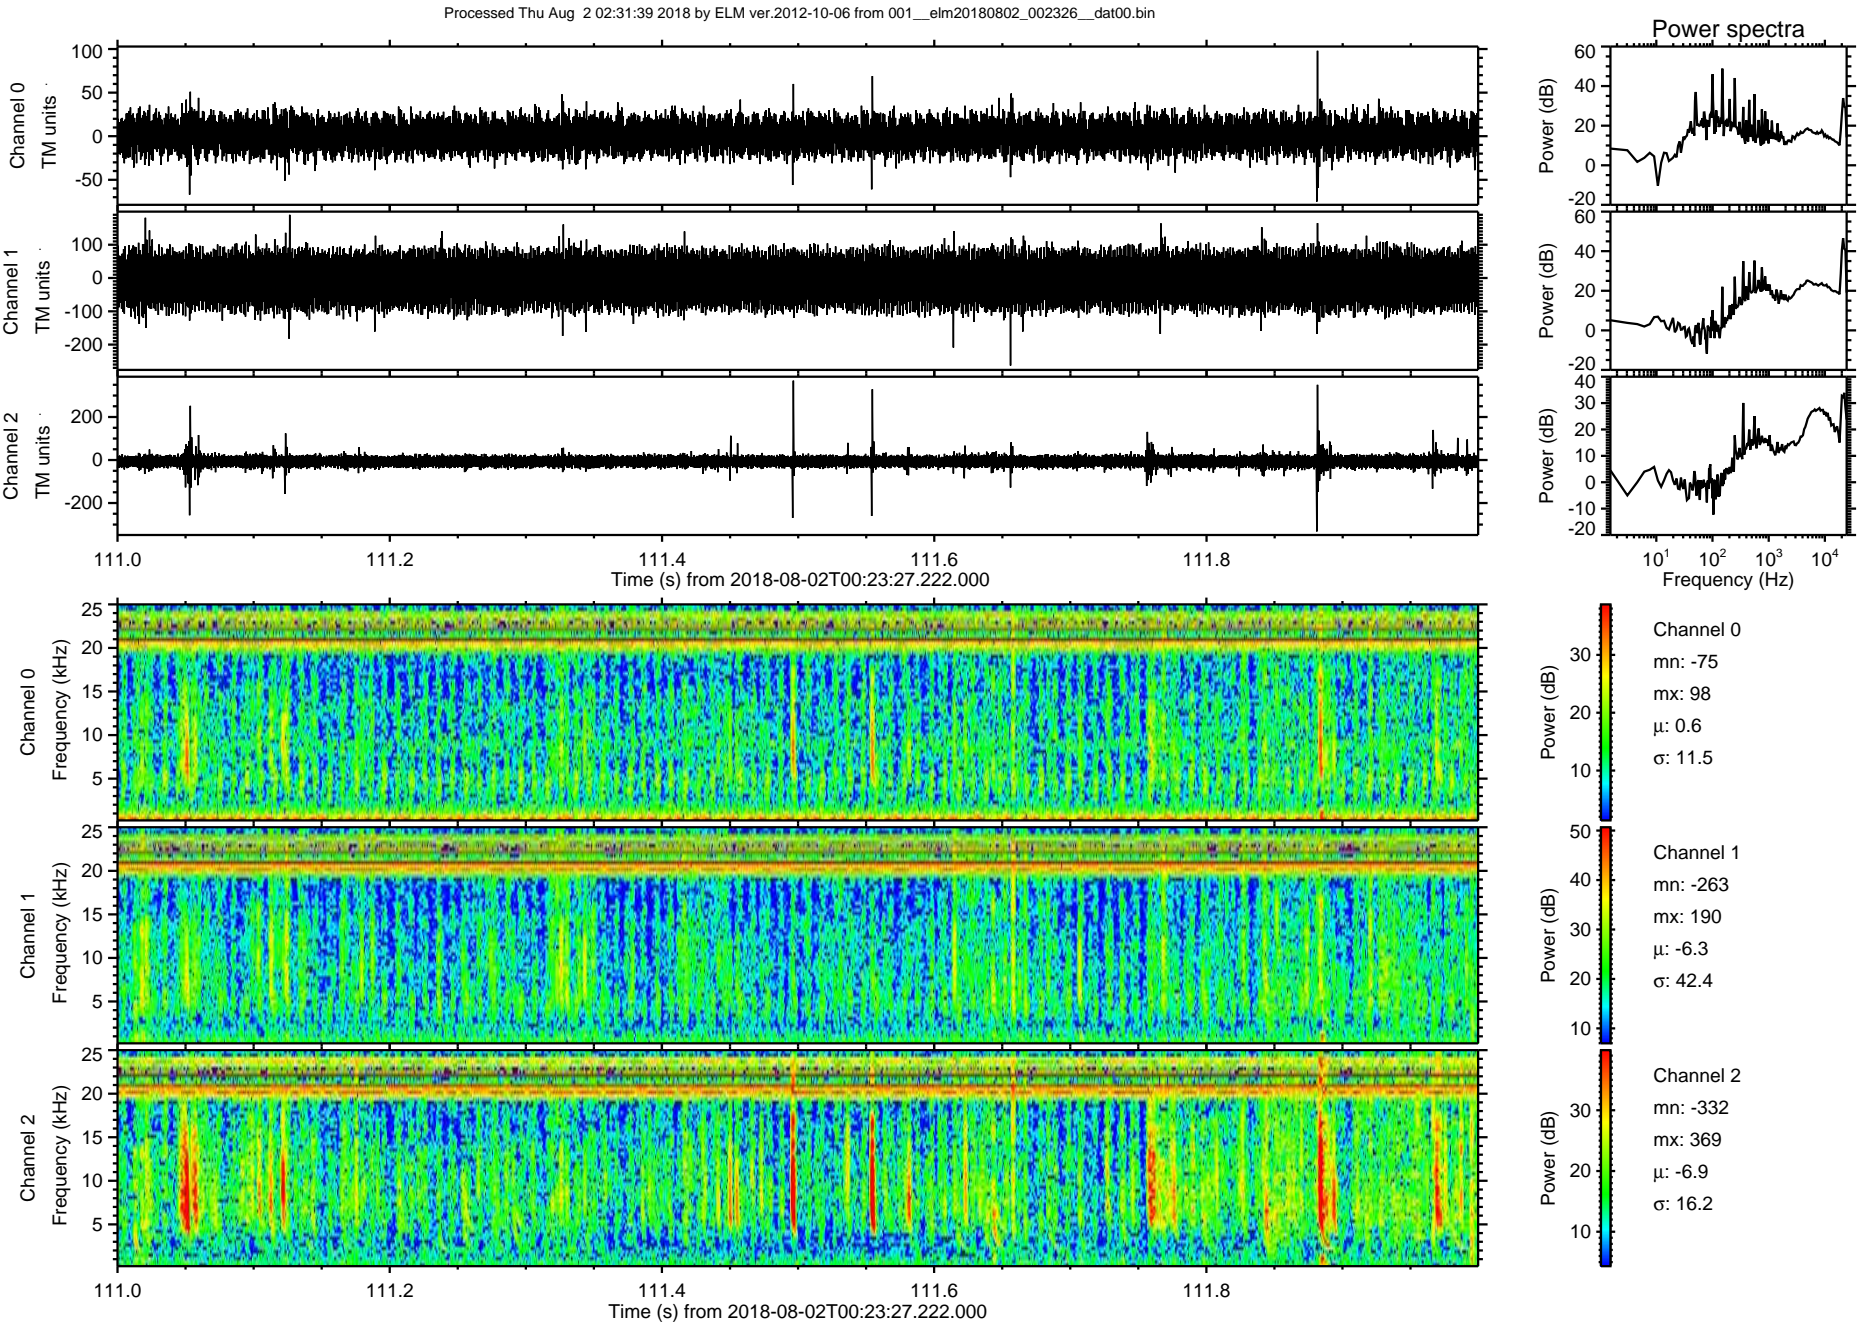 Processed Thu Aug  2 02:31:39 2018 by ELM ver.2012-10-06 from 001__elm20180802_002326__dat00.bin
Power spectra
Channel 0
TM units
100
50
0
-50
Power (dB)
60
40
20
0
-20
Channel 1
TM units
100
0
-100
-200
Power (dB)
60
40
20
0
-20
Channel 2
TM units
200
0
-200
Power (dB)
40
30
20
10
0
-10
-20
111.0 111.2 111.4 111.6 111.8
Time (s) from 2018-08-02T00:23:27.222.000
10^1 10^2 10^3 10^4
Frequency (Hz)
Channel 0
Frequency (kHz)
25
20
15
10
5
Power (dB)
30
20
10
Channel 0
mn: -75
mx: 98
μ: 0.6
σ: 11.5
Channel 1
Frequency (kHz)
25
20
15
10
5
Power (dB)
50
40
30
20
10
Channel 1
mn: -263
mx: 190
μ: -6.3
σ: 42.4
Channel 2
Frequency (kHz)
25
20
15
10
5
Power (dB)
30
20
10
Channel 2
mn: -332
mx: 369
μ: -6.9
σ: 16.2
111.0 111.2 111.4 111.6 111.8
Time (s) from 2018-08-02T00:23:27.222.000